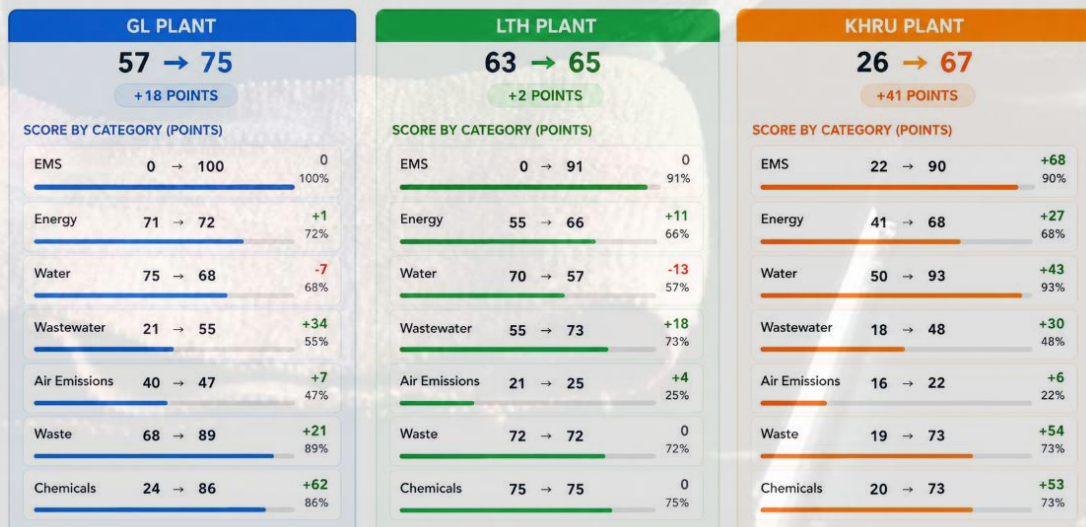 GL PLANT
57 → 75
+18 POINTS
SCORE BY CATEGORY (POINTS)
EMS 0 → 100 0
100%
Energy 71 → 72 +1
72%
Water 75 → 68 -7
68%
Wastewater 21 → 55 +34
55%
Air Emissions 40 → 47 +7
47%
Waste 68 → 89 +21
89%
Chemicals 24 → 86 +62
86%
LTH PLANT
63 → 65
+2 POINTS
SCORE BY CATEGORY (POINTS)
EMS 0 → 91 0
91%
Energy 55 → 66 +11
66%
Water 70 → 57 -13
57%
Wastewater 55 → 73 +18
73%
Air Emissions 21 → 25 +4
25%
Waste 72 → 72 0
72%
Chemicals 75 → 75 0
75%
KHRU PLANT
26 → 67
+41 POINTS
SCORE BY CATEGORY (POINTS)
EMS 22 → 90 +68
90%
Energy 41 → 68 +27
68%
Water 50 → 93 +43
93%
Wastewater 18 → 48 +30
48%
Air Emissions 16 → 22 +6
22%
Waste 19 → 73 +54
73%
Chemicals 20 → 73 +53
73%